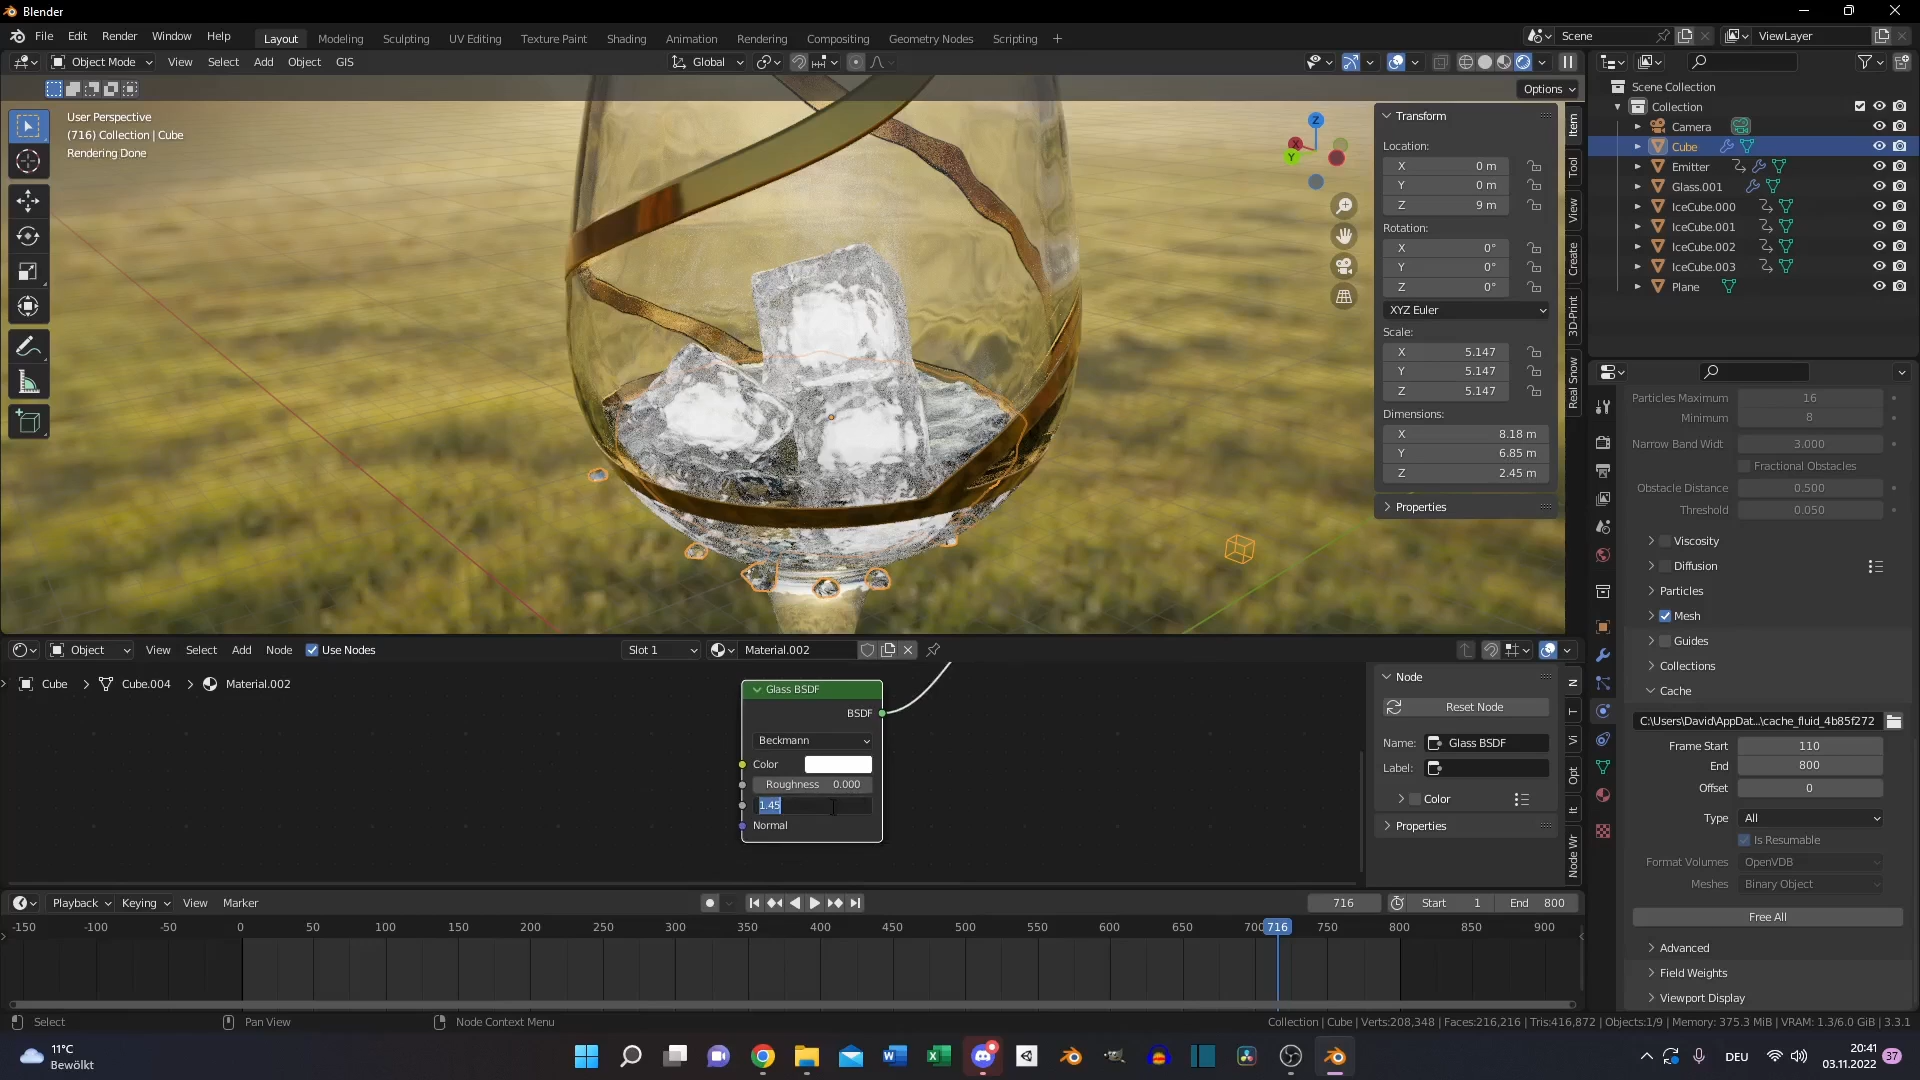 Blender
File Edit Render Window Help
Layout Modeling Sculpting UV Editing Texture Paint Shading Animation Rendering Compositing Geometry Nodes Scripting +
Scene
ViewLayer
Object Mode View Select Add Object GIS
Global
Options
User Perspective
(716) Collection | Cube
Rendering Done
Z
X
Y
Transform
Location:
X 0 m
Y 0 m
Z 9 m
Rotation:
X 0°
Y 0°
Z 0°
XYZ Euler
Scale:
X 5.147
Y 5.147
Z 5.147
Dimensions:
X 8.18 m
Y 6.85 m
Z 2.45 m
Properties
Item
Tool
View
Create
3D-Print
Real Snow
Scene Collection
Collection
Camera
Cube
Emitter
Glass.001
IceCube.000
IceCube.001
IceCube.002
IceCube.003
Plane
Particles Maximum 16
Minimum 8
Narrow Band Widt 3.000
Fractional Obstacles
Obstacle Distance 0.500
Threshold 0.050
Viscosity
Diffusion
Particles
Mesh
Guides
Collections
Cache
C:\Users\David\AppDat...\cache_fluid_4b85f272
Frame Start 110
End 800
Offset 0
Type All
Is Resumable
Format Volumes OpenVDB
Meshes Binary Object
Free All
Advanced
Field Weights
Viewport Display
Object View Select Add Node Use Nodes
Slot 1
Material.002
Cube > Cube.004 > Material.002
Glass BSDF
BSDF
Beckmann
Color
Roughness 0.000
1.45
Normal
Node
Reset Node
Name: Glass BSDF
Label:
Color
Properties
N
T
Vi
Opt
It
Node Wr
Playback Keying View Marker
716
Start 1
End 800
-150 -100 -50 0 50 100 150 200 250 300 350 400 450 500 550 600 650 700 716 750 800 850 900
Select
Pan View
Node Context Menu
Collection | Cube | Verts:208,348 | Faces:216,216 | Tris:416,872 | Objects:1/9 | Memory: 375.3 MiB | VRAM: 1.3/6.0 GiB | 3.3.1
11°C
Bewölkt
DEU
20:41
03.11.2022
37